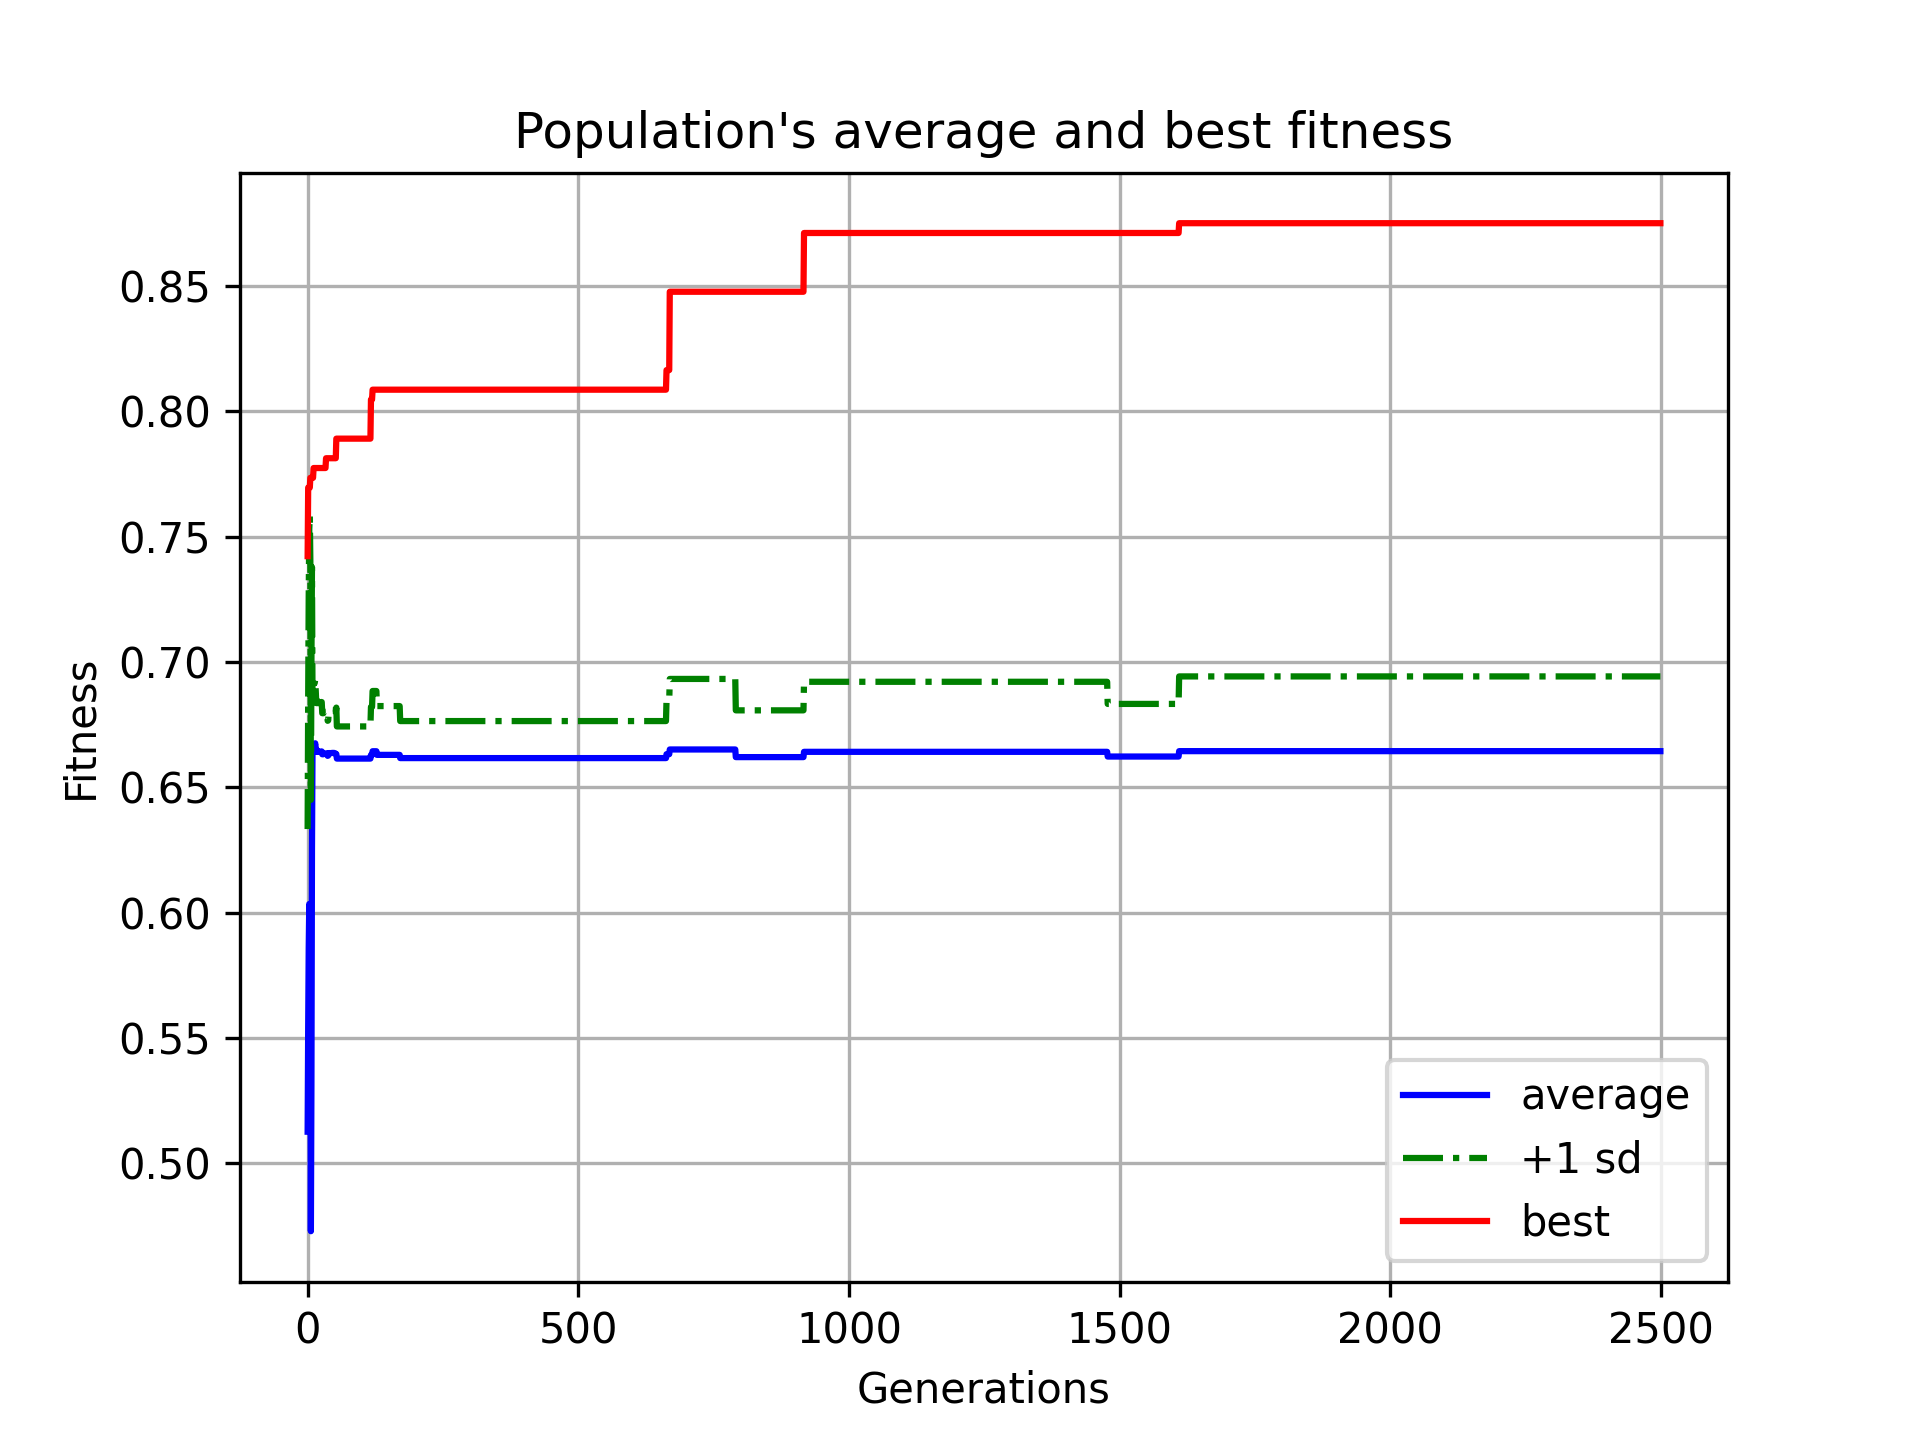 Population's average and best fitness
Fitness
0.85
0.80
0.75
0.70
0.65
0.60
0.55
0.50
average
+1 sd
best
0 500 1000 1500 2000 2500
Generations